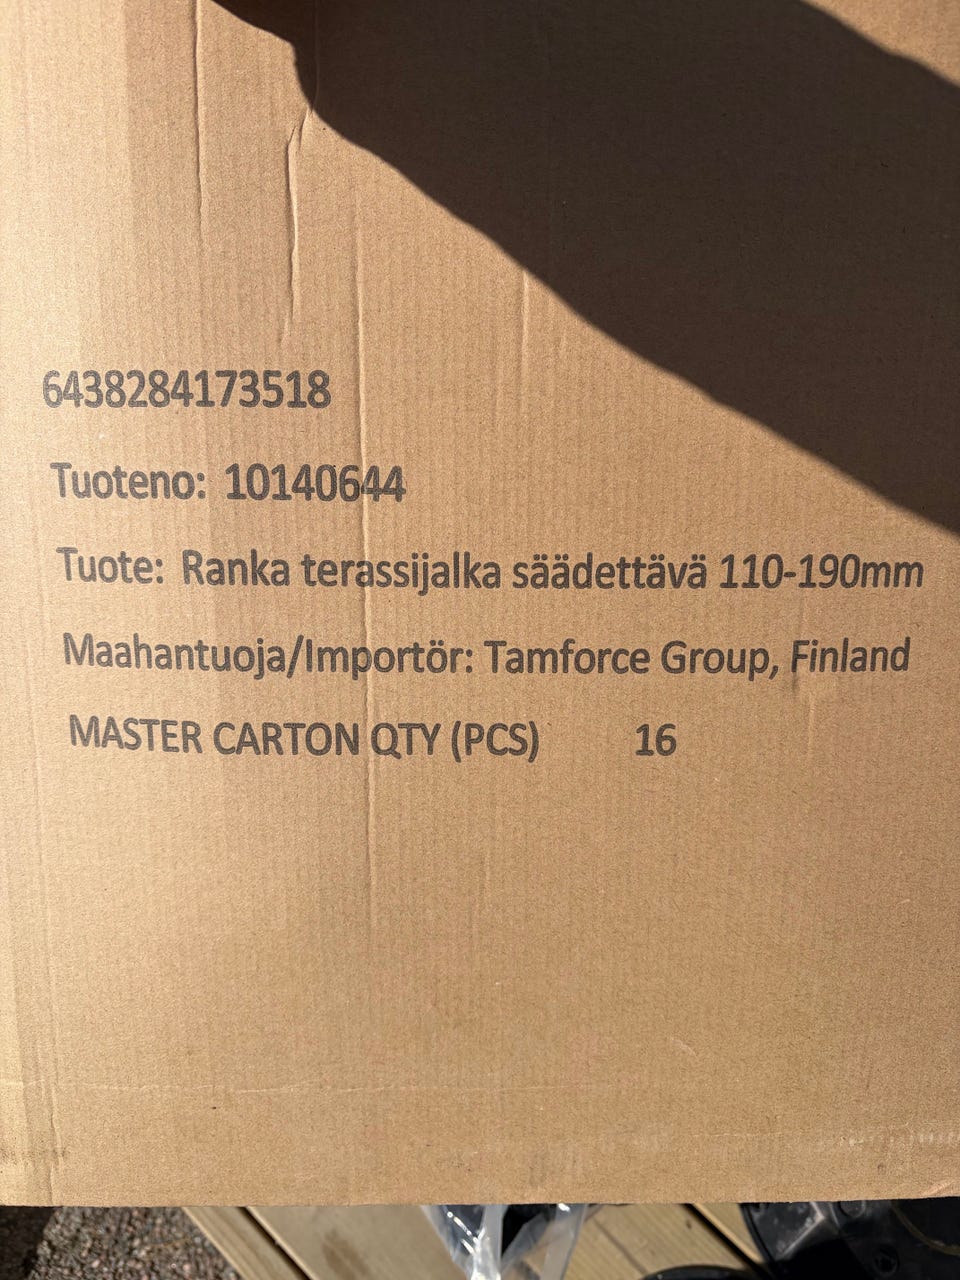 6438284173518
Tuoteno: 10140644
Tuote: Ranka terassijalka säädettävä 110-190mm
Maahantuoja/Importör: Tamforce Group, Finland
MASTER CARTON QTY (PCS) 16